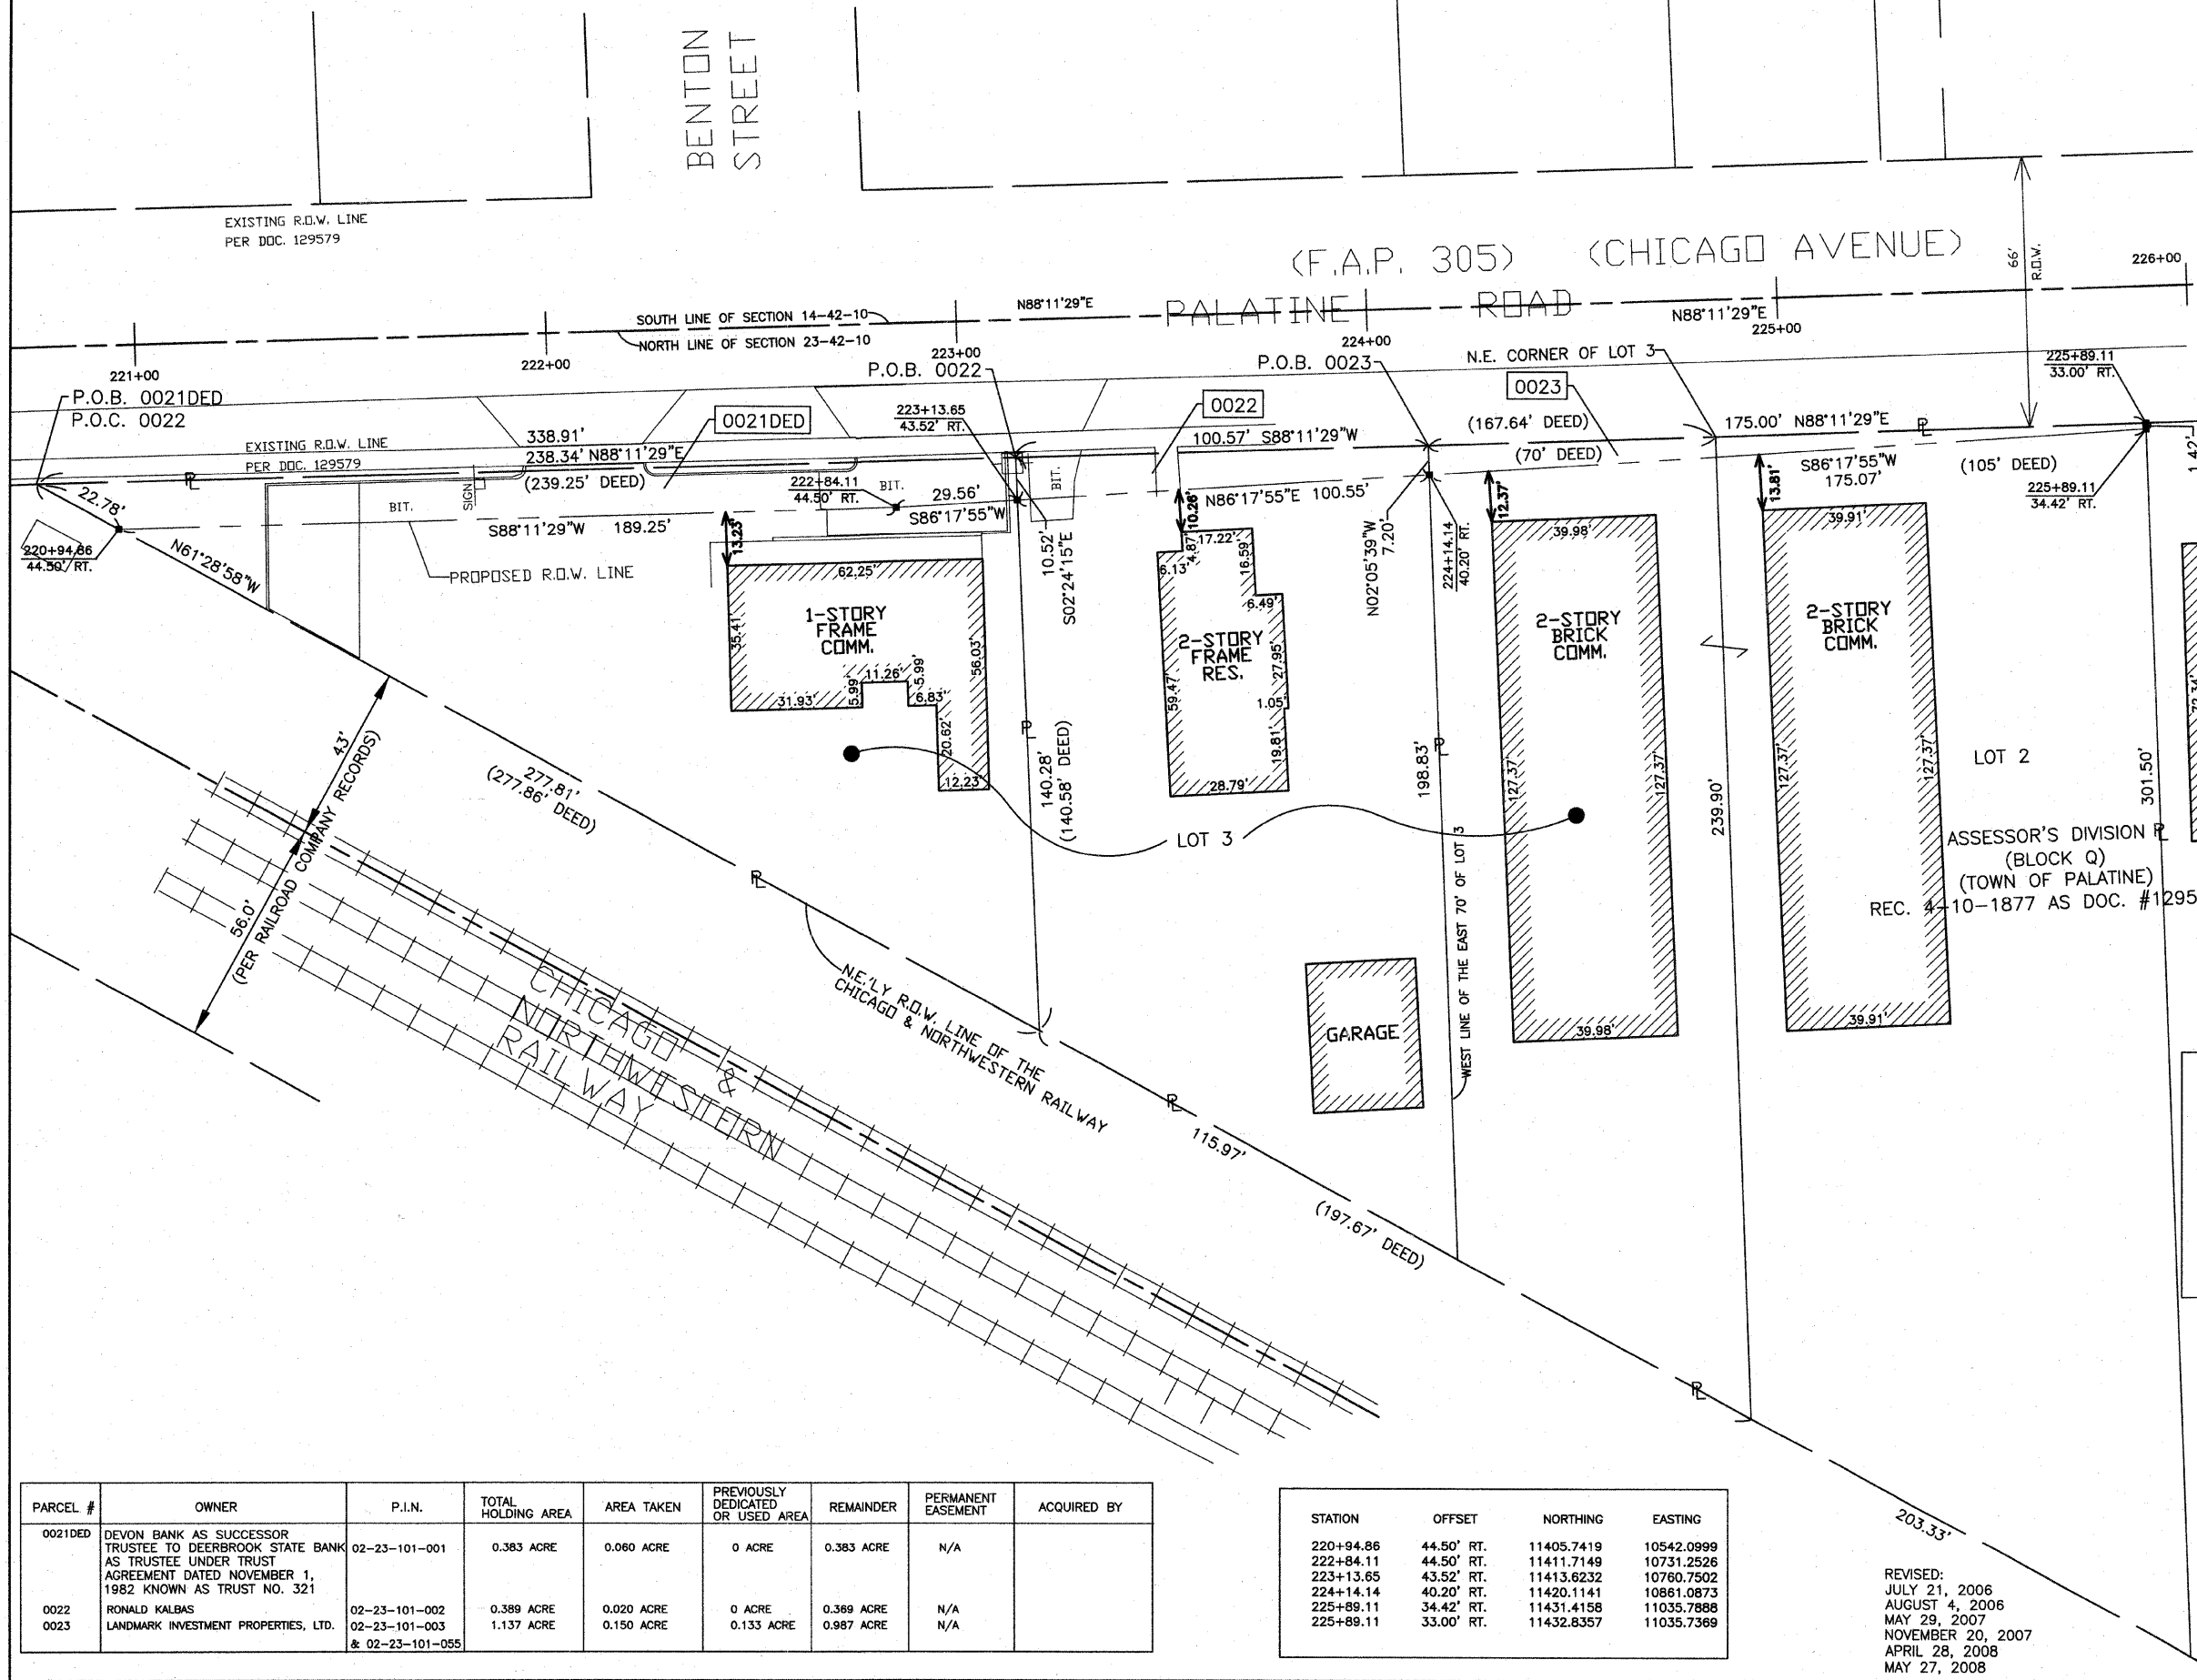 BENTON
STREET
EXISTING R.O.W. LINE
PER DOC. 129579
(F.A.P. 305) (CHICAGO AVENUE)
PALATINE ROAD
66'
R.O.W.
226+00
SOUTH LINE OF SECTION 14-42-10
NORTH LINE OF SECTION 23-42-10
N88°11'29"E
N88°11'29"E
221+00
222+00
223+00
224+00
225+00
P.O.B. 0021DED
P.O.C. 0022
P.O.B. 0022
P.O.B. 0023
N.E. CORNER OF LOT 3
225+89.11
33.00' RT.
0021DED
0022
0023
EXISTING R.O.W. LINE
PER DOC. 129579
338.91'
238.34' N88°11'29"E
(239.25' DEED)
223+13.65
43.52' RT.
100.57' S88°11'29"W
(167.64' DEED)
(70' DEED)
175.00' N88°11'29"E
S86°17'55"W
175.07'
(105' DEED)
225+89.11
34.42' RT.
1.42'
22.78'
220+94.86
44.50' RT.
N61°28'58"W
BIT.
SIGN
S88°11'29"W 189.25'
PROPOSED R.O.W. LINE
222+84.11
44.50' RT.
BIT.
29.56'
S86°17'55"W
BIT.
N86°17'55"E 100.55'
10.52'
S02°24'15"E
N02°05'39"W
7.20'
224+14.14
40.20' RT.
13.23'
62.25'
1-STORY
FRAME
COMM.
35.41'
56.03'
31.93'
5.99'
11.26'
5.99'
6.83'
20.62'
12.23'
10.26'
17.22'
4.87'
6.13'
16.59'
6.49'
2-STORY
FRAME
RES.
59.47'
27.95'
1.05'
19.81'
28.79'
12.37'
39.98'
2-STORY
BRICK
COMM.
127.37'
127.37'
39.98'
13.81'
39.91'
2-STORY
BRICK
COMM.
127.37'
127.37'
39.91'
43'
56.0'
(PER RAILROAD COMPANY RECORDS)
277.81'
(277.86' DEED)
140.28'
(140.58' DEED)
LOT 3
198.83'
WEST LINE OF THE EAST 70' OF LOT 3
239.90'
LOT 2
301.50'
ASSESSOR'S DIVISION
(BLOCK Q)
(TOWN OF PALATINE)
REC. 4-10-1877 AS DOC. #1295
GARAGE
CHICAGO &
NORTHWESTERN
RAILWAY
N.E.'LY R.O.W. LINE OF THE
CHICAGO & NORTHWESTERN RAILWAY
115.97'
(197.67' DEED)
203.33'
PARCEL # OWNER P.I.N. TOTAL HOLDING AREA AREA TAKEN PREVIOUSLY DEDICATED OR USED AREA REMAINDER PERMANENT EASEMENT ACQUIRED BY
0021DED DEVON BANK AS SUCCESSOR
TRUSTEE TO DEERBROOK STATE BANK 02-23-101-001 0.383 ACRE 0.060 ACRE 0 ACRE 0.383 ACRE N/A
AS TRUSTEE UNDER TRUST
AGREEMENT DATED NOVEMBER 1,
1982 KNOWN AS TRUST NO. 321
0022 RONALD KALBAS 02-23-101-002 0.389 ACRE 0.020 ACRE 0 ACRE 0.369 ACRE N/A
0023 LANDMARK INVESTMENT PROPERTIES, LTD. 02-23-101-003 1.137 ACRE 0.150 ACRE 0.133 ACRE 0.987 ACRE N/A
& 02-23-101-055
STATION OFFSET NORTHING EASTING
220+94.86 44.50' RT. 11405.7419 10542.0999
222+84.11 44.50' RT. 11411.7149 10731.2526
223+13.65 43.52' RT. 11413.6232 10760.7502
224+14.14 40.20' RT. 11420.1141 10861.0873
225+89.11 34.42' RT. 11431.4158 11035.7888
225+89.11 33.00' RT. 11432.8357 11035.7369
REVISED:
JULY 21, 2006
AUGUST 4, 2006
MAY 29, 2007
NOVEMBER 20, 2007
APRIL 28, 2008
MAY 27, 2008